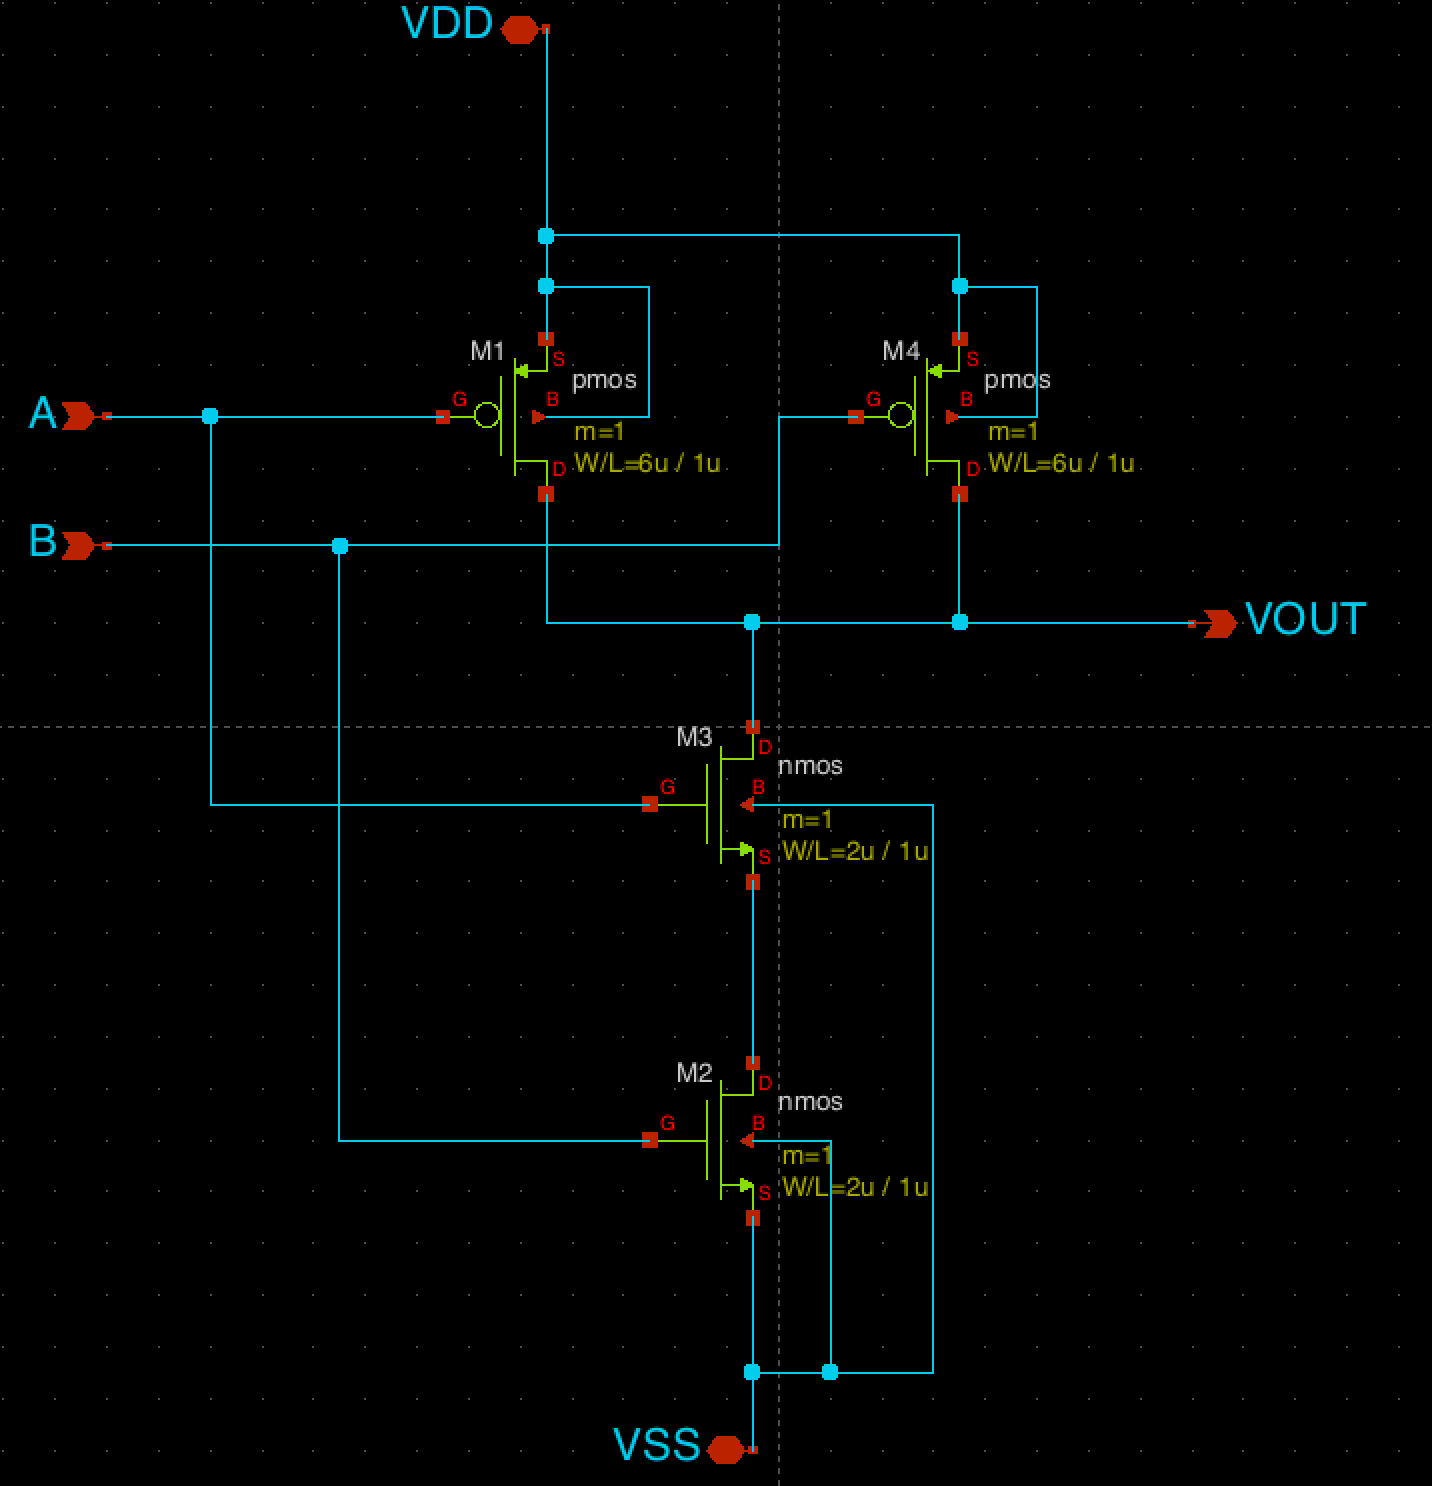 VDD
M1
S
pmos
G
B
m=1
W/L=6u / 1u
D
M4
S
pmos
G
B
m=1
W/L=6u / 1u
D
A
B
VOUT
M3
D
nmos
G
B
m=1
W/L=2u / 1u
S
M2
D
nmos
G
B
m=1
W/L=2u / 1u
S
VSS